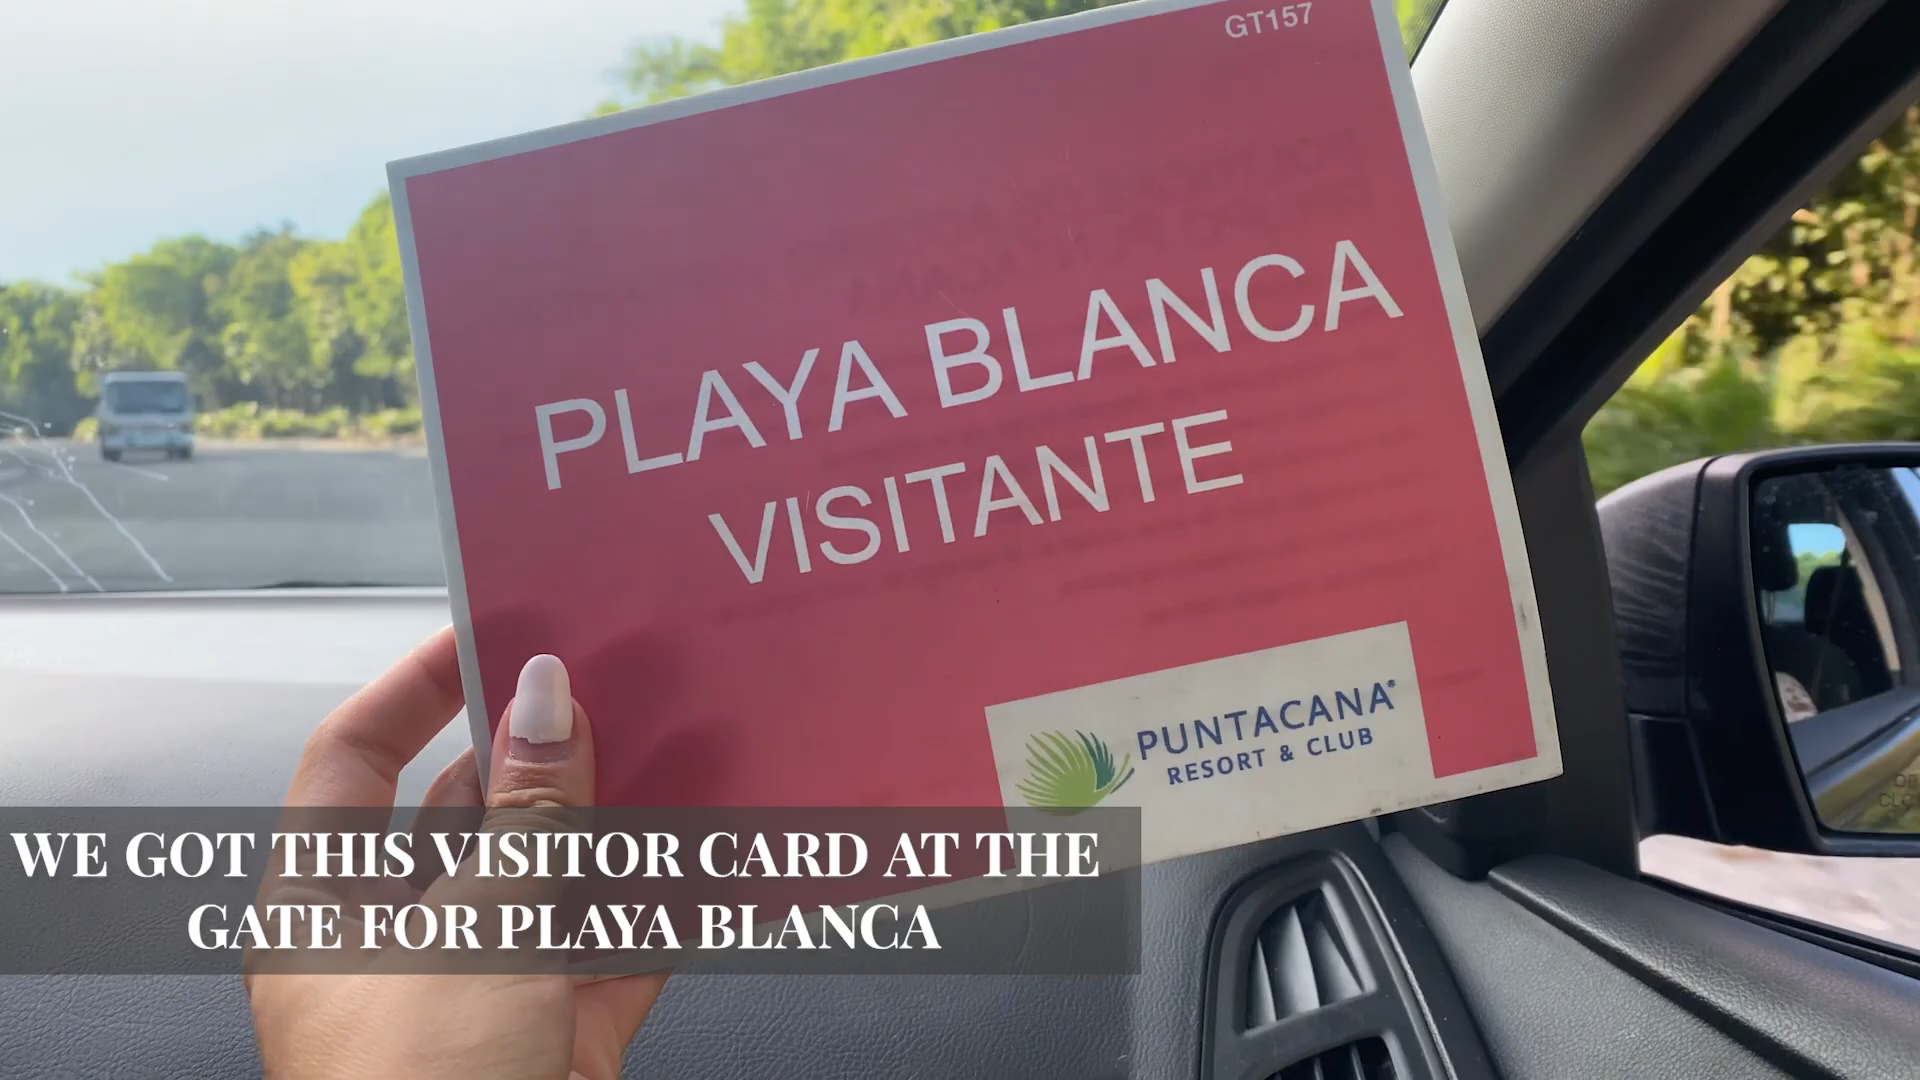 GT157
PLAYA BLANCA
VISITANTE
PUNTACANA®
RESORT & CLUB
WE GOT THIS VISITOR CARD AT THE
GATE FOR PLAYA BLANCA